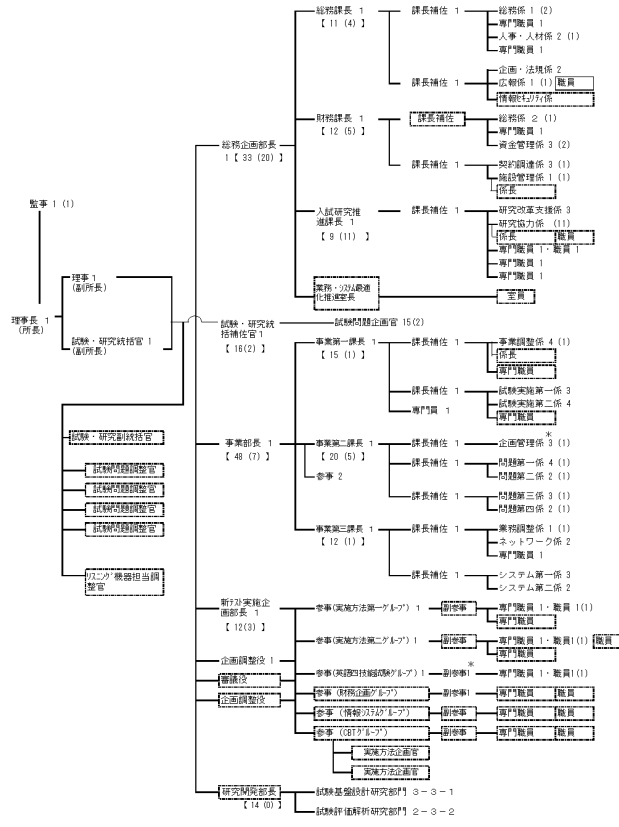 監事 1 (1)
理事長 1
(所長)
理事 1
(副所長)
試験・研究統括官 1
(副所長)
試験・研究副統括官
試験問題調整官
試験問題調整官
試験問題調整官
試験問題調整官
リスニング機器担当調
整官
総務企画部長
1【 33 (20) 】
総務課長 1
【 11 (4) 】
課長補佐 1
総務係 1 (2)
専門職員 1
人事・人材係 2 (1)
専門職員 1
課長補佐 1
企画・法規係 2
広報係 1 (1) 職員
情報セキュリティ係
財務課長 1
【 12 (5) 】
課長補佐
総務係 2 (1)
専門職員 1
資金管理係 3 (2)
課長補佐 1
契約調達係 3 (1)
施設管理係 1 (1)
係長
入試研究推
進課長 1
【 9 (11) 】
課長補佐 1
研究改革支援係 3
研究協力係 (11)
係長 職員
専門職員 1・職員 1
専門職員 1
専門職員 1
業務・システム最適
化推進室長
室員
試験・研究統
括補佐官 1
【 16(2) 】
試験問題企画官 15(2)
事業部長 1
【 48 (7) 】
事業第一課長 1
【 15 (1) 】
課長補佐 1
事業調整係 4 (1)
係長
専門職員
課長補佐 1
専門員 1
試験実施第一係 3
試験実施第二係 4
専門職員
事業第二課長 1
【 20 (5) 】
参事 2
課長補佐 1
企画管理係 3 (1)
*
課長補佐 1
問題第一係 4 (1)
問題第二係 2 (1)
課長補佐 1
問題第三係 3 (1)
問題第四係 2 (1)
事業第三課長 1
【 12 (1) 】
課長補佐 1
業務調整係 1 (1)
ネットワーク係 2
専門職員 1
課長補佐 1
システム第一係 3
システム第二係 2
新テスト実施企
画部長 1
【 12(3) 】
企画調整役 1
審議役
企画調整役
参事(実施方法第一グループ) 1 副参事 専門職員 1・職員 1(1)
専門職員
参事(実施方法第二グループ) 1 副参事 専門職員 1・職員1(1) 職員
専門職員
参事(英語四技能試験グループ) 1 副参事1 * 専門職員 1・職員1(1)
参事 (財務企画グループ) 副参事1 専門職員 職員
参事 (情報システムグループ) 副参事 専門職員 職員
参事 (CBTグループ) 副参事 専門職員 職員
実施方法企画官
実施方法企画官
研究開発部長
【 14 (0) 】
試験基盤設計研究部門 3-3-1
試験評価解析研究部門 2-3-2